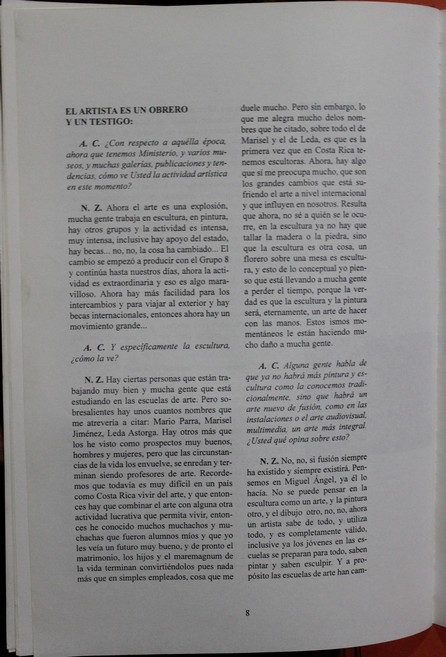 EL ARTISTA ES UN OBRERO
Y UN TESTIGO:
A. C. ¿Con respecto a aquélla época,
ahora que tenemos Ministerio, y varios mu-
seos, y muchas galerías, publicaciones y ten-
dencias, cómo ve Usted la actividad artística
en este momento?
N. Z. Ahora el arte es una explosión,
mucha gente trabaja en escultura, en pintura,
hay otros grupos y la actividad es intensa,
muy intensa, inclusive hay apoyo del estado,
hay becas... no, no, la cosa ha cambiado... El
cambio se empezó a producir con el Grupo 8
y continúa hasta nuestros días, ahora la acti-
vidad es extraordinaria y eso es algo mara-
villoso. Ahora hay más facilidad para los
intercambios y para viajar al exterior y hay
becas internacionales, entonces ahora hay un
movimiento grande...
A. C. Y específicamente la escultura,
¿cómo la ve?
N. Z. Hay ciertas personas que están tra-
bajando muy bien y mucha gente que está
estudiando en las escuelas de arte. Pero so-
bresalientes hay unos cuantos nombres que
me atrevería a citar: Mario Parra, Marisel
Jiménez, Leda Astorga. Hay otros más que
los he visto como prospectos muy buenos,
hombres y mujeres, pero que las circunstan-
cias de la vida los envuelve, se enredan y ter-
minan siendo profesores de arte. Recorde-
mos que todavía es muy difícil en un país
como Costa Rica vivir del arte, y que enton-
ces hay que combinar el arte con alguna otra
actividad lucrativa que permita vivir, enton-
ces he conocido muchos muchachos y mu-
chachas que fueron alumnos míos y que yo
les veía un futuro muy bueno, y de pronto el
matrimonio, los hijos y el maremagnum de
la vida terminan convirtiéndolos pues nada
más que en simples empleados, cosa que me
duele mucho. Pero sin embargo, lo
que me alegra mucho delos nom-
bres que he citado, sobre todo el de
Marisel y el de Leda, es que es la
primera vez que en Costa Rica te-
nemos escultoras. Ahora, hay algo
que sí me preocupa mucho, que son
los grandes cambios que está su-
friendo el arte a nivel internacional
y que influyen en nosotros. Resulta
que ahora, no sé a quién se le ocu-
rre, en la escultura ya no hay que
tallar la madera o la piedra, sino
que la escultura es otra cosa, un
florero sobre una mesa es escultu-
ra, y esto de lo conceptual yo pien-
so que está llevando a mucha gente
a perder el tiempo, porque la ver-
dad es que la escultura y la pintura
será, eternamente, un arte de hacer
con las manos. Estos ismos mo-
mentáneos le están haciendo mu-
cho daño a mucha gente.
A. C. Alguna gente habla de
que ya no habrá más pintura y es-
cultura como la conocemos tradi-
cionalmente, sino que habrá un
arte nuevo de fusión, como en las
instalaciones o el arte audiovisual,
multimedia, un arte más integral.
¿Usted qué opina sobre esto?
N. Z. No, no, si fusión siempre
ha existido y siempre existirá. Pen-
semos en Miguel Ángel, ya él lo
hacía. No se puede pensar en la
escultura como un arte, y la pintura
otro, y el dibujo otro, no, no, ahora
un artista sabe de todo, y utiliza
todo, y es completamente válido,
inclusive ya los jóvenes en las es-
cuelas se preparan para todo, saben
pintar y saben esculpir. Y a pro-
pósito las escuelas de arte han cam-
8